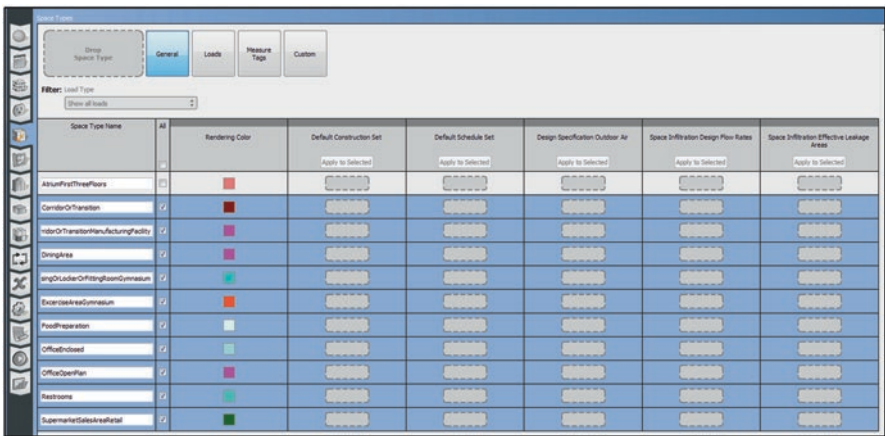 Space Types
Drop
Space Type
General
Loads
Measure
Tags
Custom
Filter: Load Type
Show all loads
Space Type Name
All
Rendering Color
Default Construction Set
Default Schedule Set
Design Specification Outdoor Air
Space Infiltration Design Flow Rates
Space Infiltration Effective Leakage
Areas
Apply to Selected
Apply to Selected
Apply to Selected
Apply to Selected
Apply to Selected
AtriumFirstThreeFloors
CorridorOrTransition
ridorOrTransitionManufacturingFacility
DiningArea
singOrLockerOrFittingRoomGymnasium
ExcerciseAreaGymnasium
FoodPreparation
OfficeEnclosed
OfficeOpenPlan
Restrooms
SupermarketSalesAreaRetail